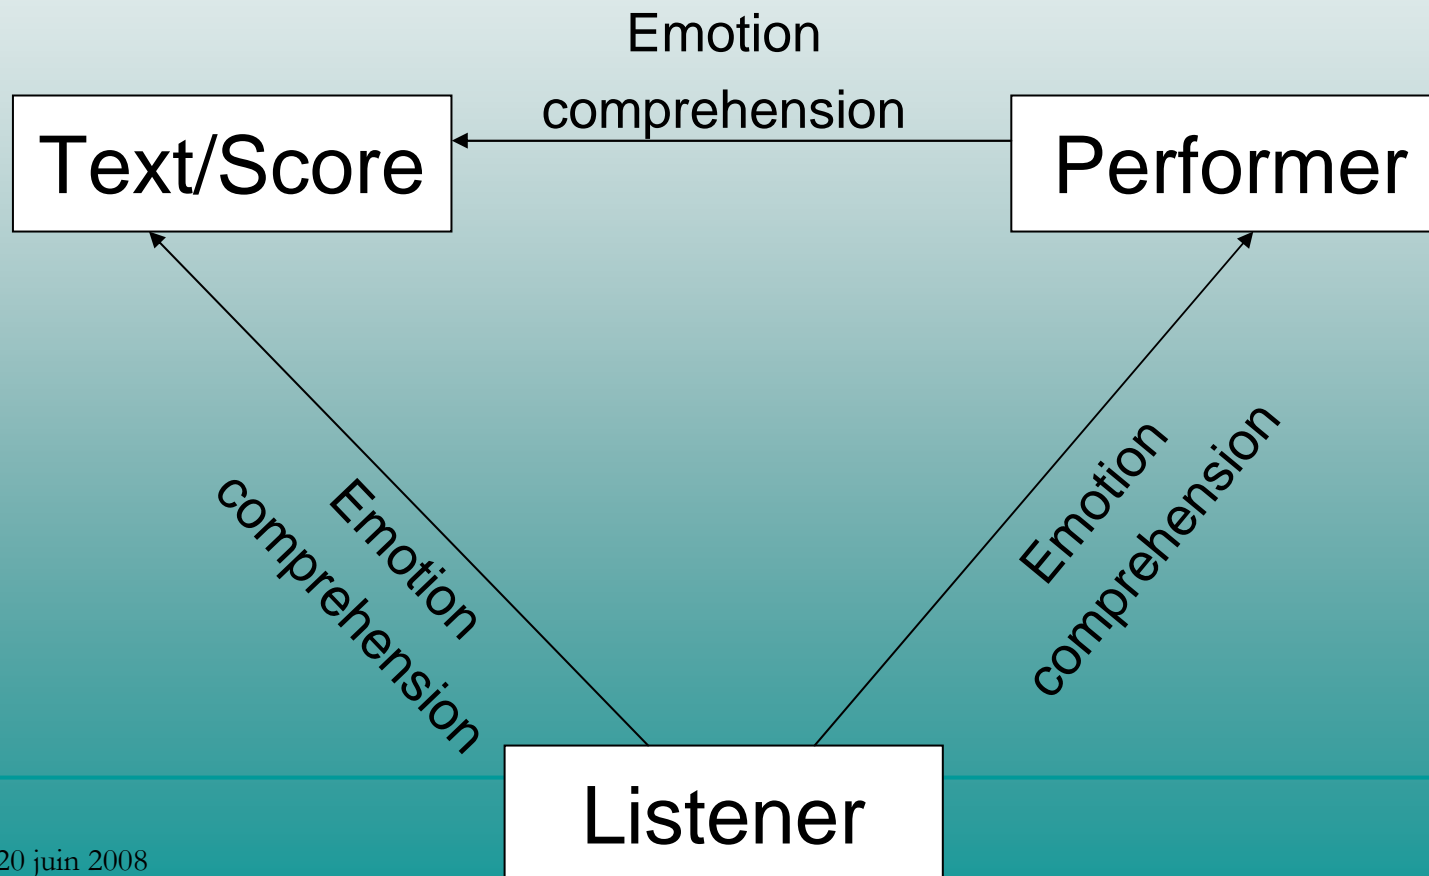 Emotion
comprehension
Text/Score
Performer
Emotion
comprehension
Emotion
comprehension
Listener
20 juin 2008